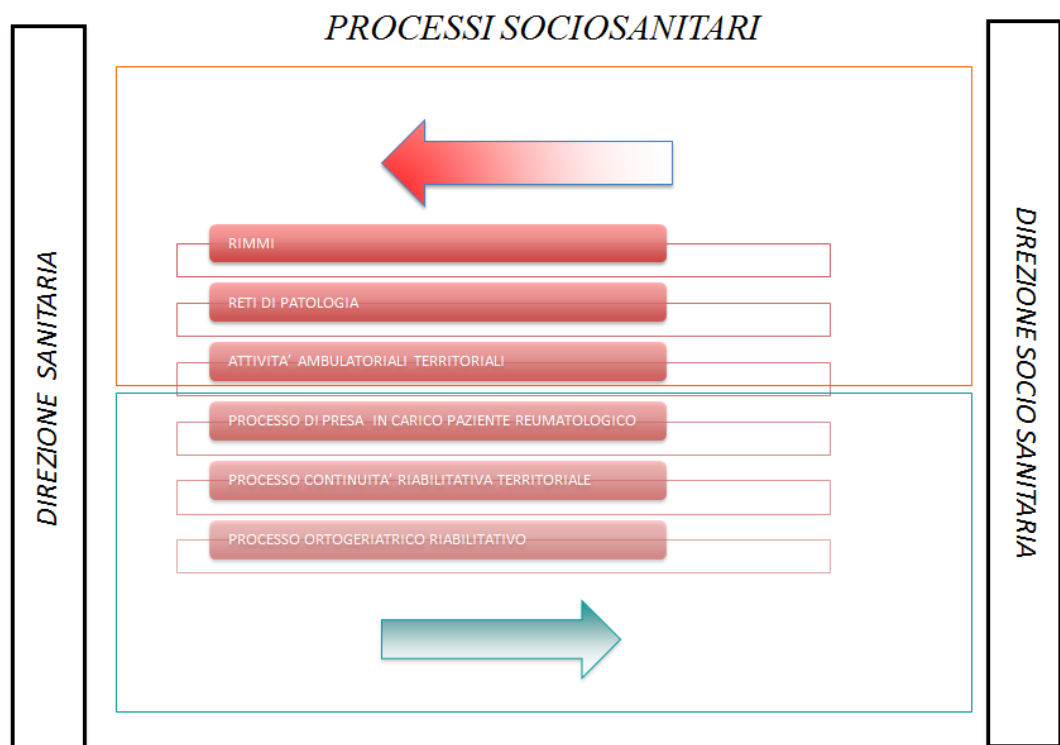 PROCESSI SOCIOSANITARI
DIREZIONE SANITARIA
RIMMI
RETI DI PATOLOGIA
ATTIVITA’ AMBULATORIALI TERRITORIALI
PROCESSO DI PRESA IN CARICO PAZIENTE REUMATOLOGICO
PROCESSO CONTINUITA’ RIABILITATIVA TERRITORIALE
PROCESSO ORTOGERIATRICO RIABILITATIVO
DIREZIONE SOCIO SANITARIA